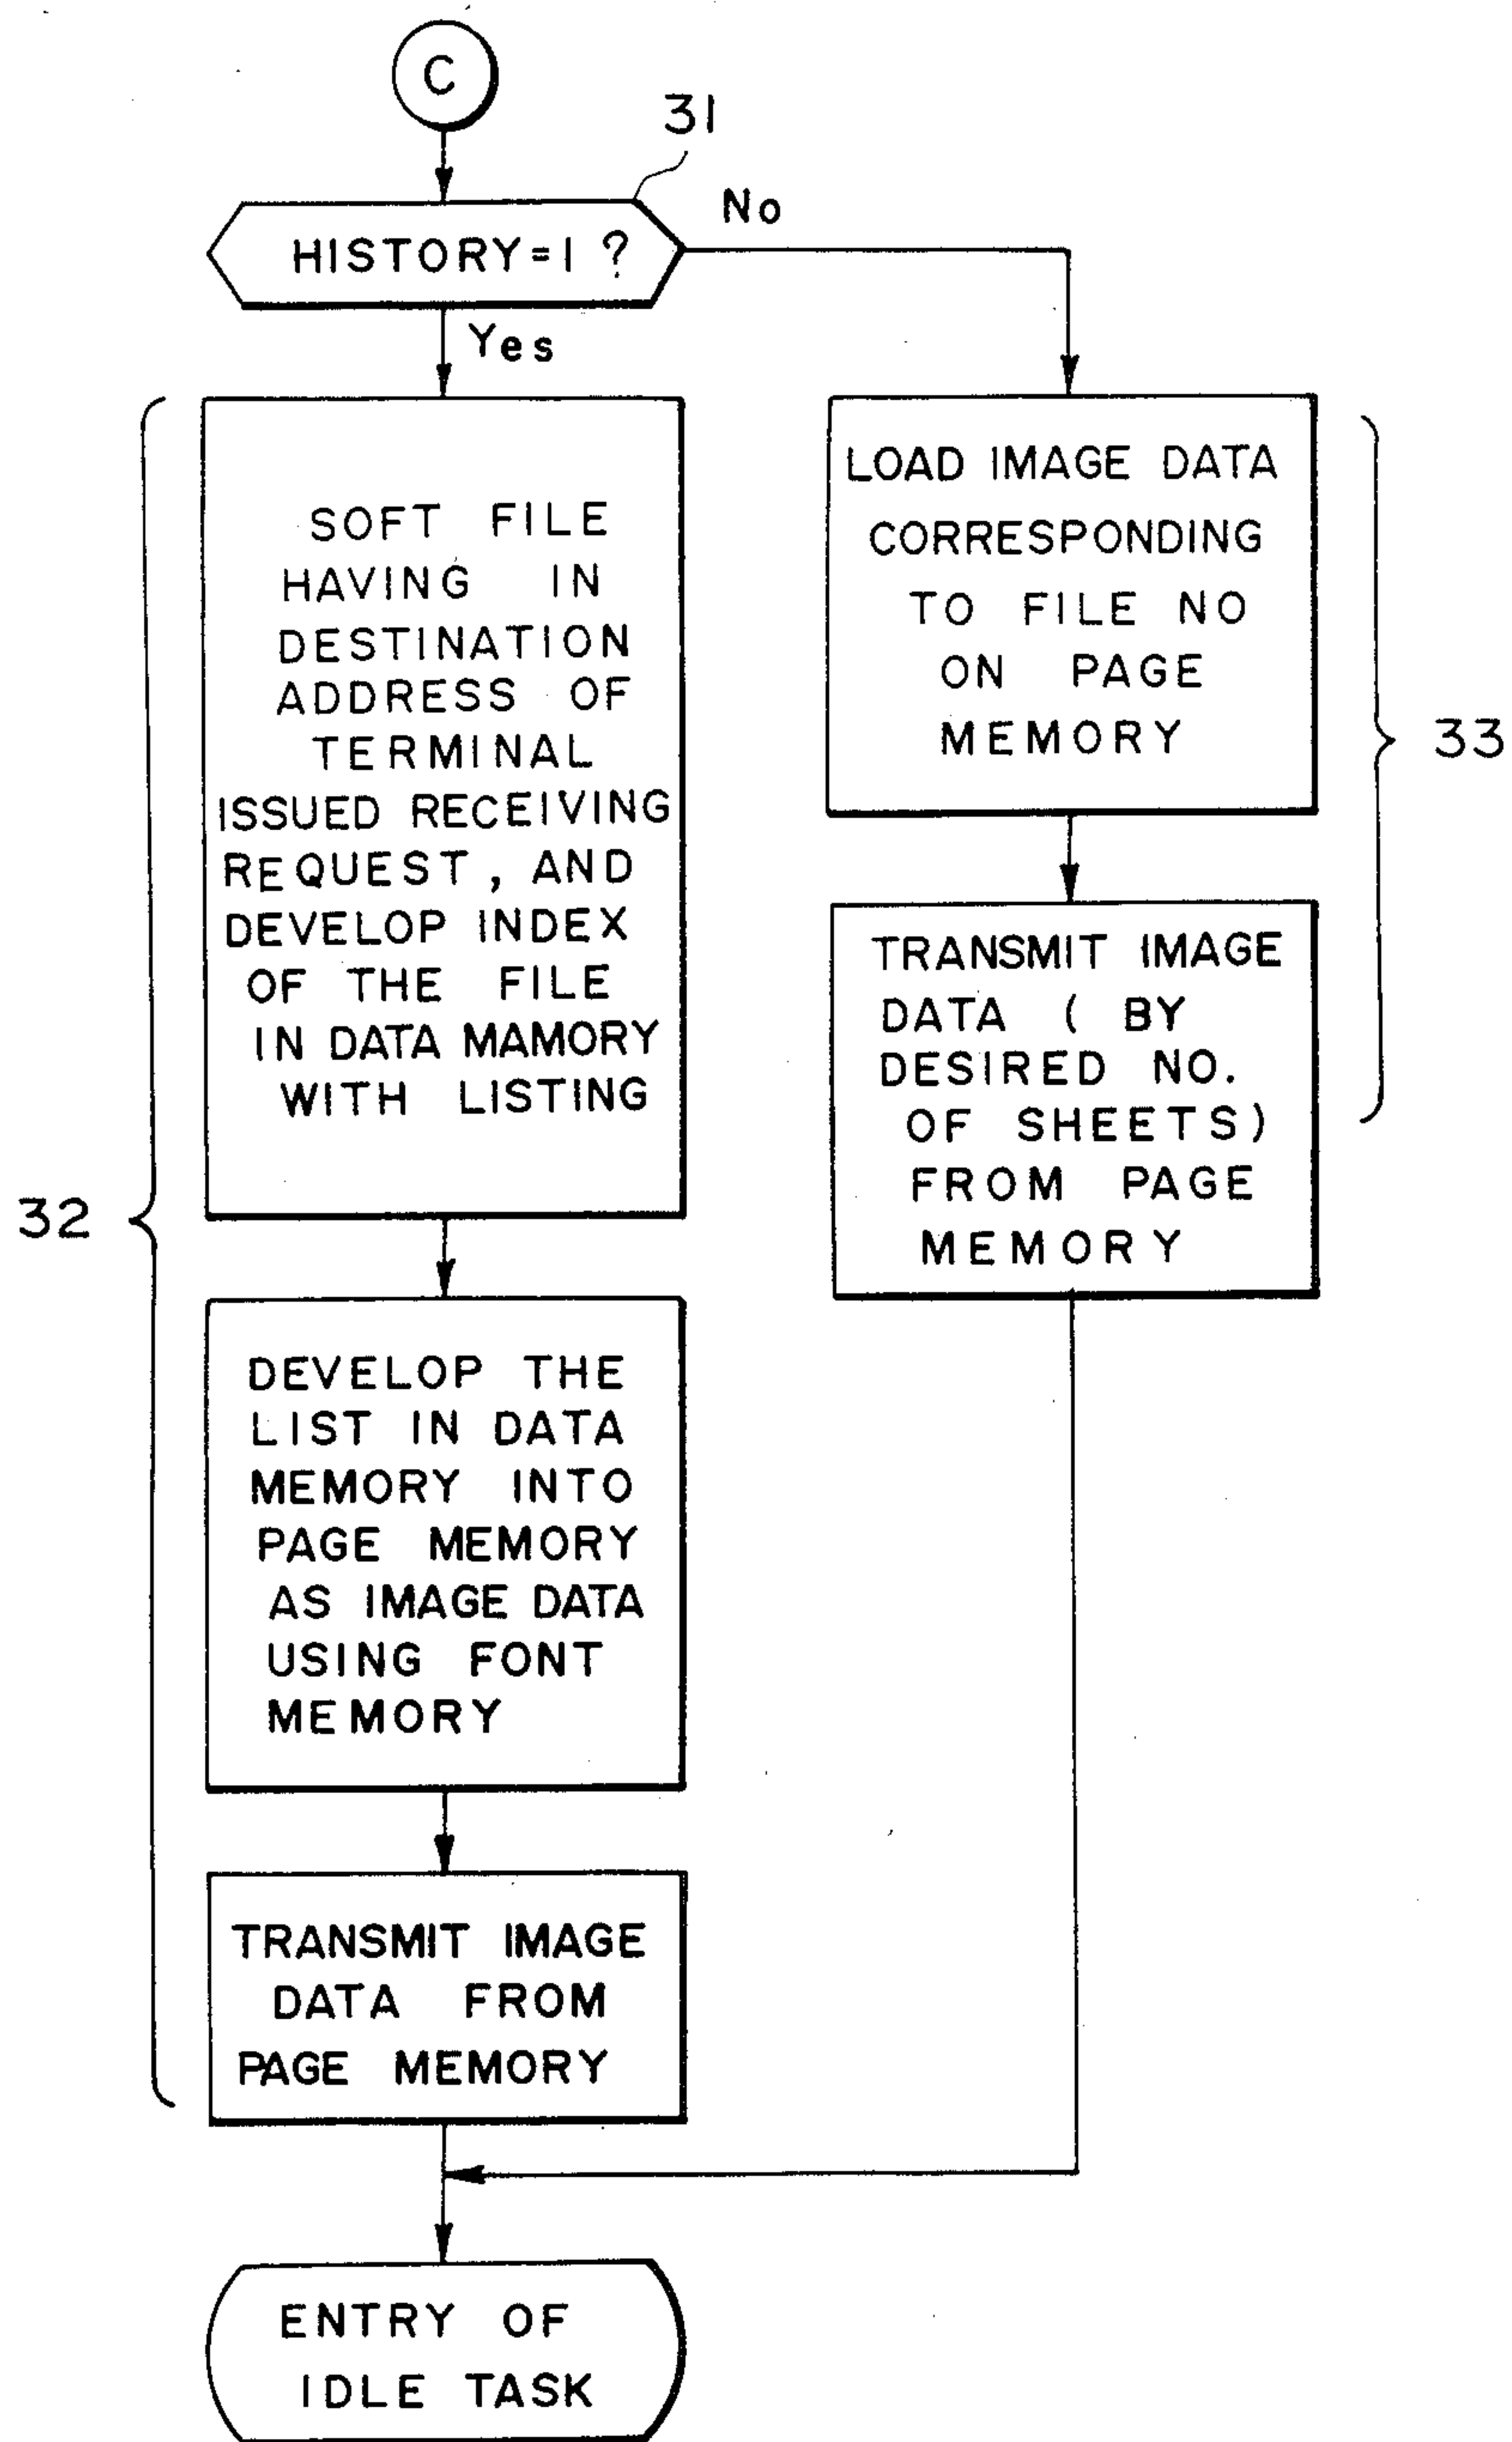 C
31
HISTORY=1 ?
No
Yes
SOFT FILE
HAVING IN
DESTINATION
ADDRESS OF
TERMINAL
ISSUED RECEIVING
REQUEST, AND
DEVELOP INDEX
OF THE FILE
IN DATA MAMORY
WITH LISTING
LOAD IMAGE DATA
CORRESPONDING
TO FILE NO
ON PAGE
MEMORY
33
TRANSMIT IMAGE
DATA ( BY
DESIRED NO.
OF SHEETS)
FROM PAGE
MEMORY
32
DEVELOP THE
LIST IN DATA
MEMORY INTO
PAGE MEMORY
AS IMAGE DATA
USING FONT
MEMORY
TRANSMIT IMAGE
DATA FROM
PAGE MEMORY
ENTRY OF
IDLE TASK